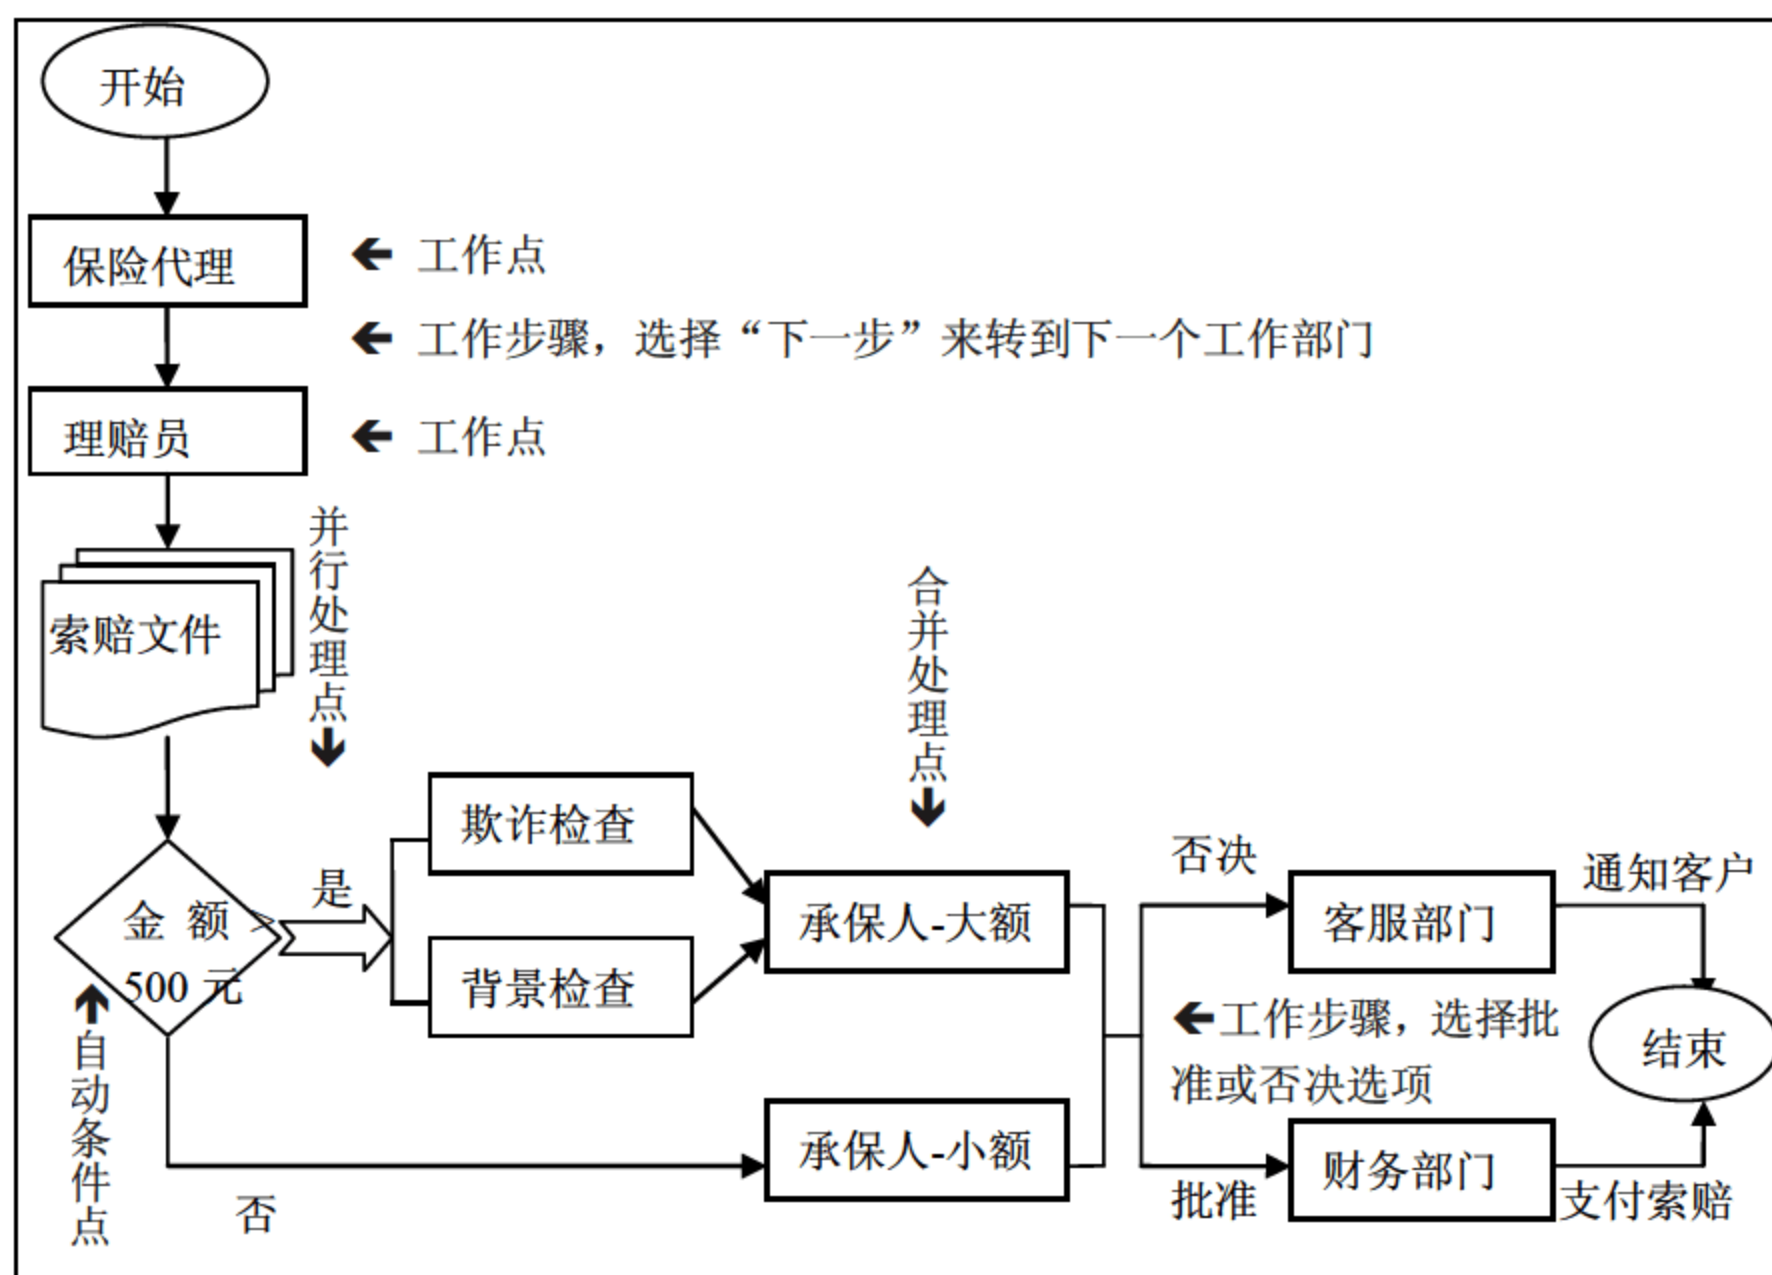 开始
保险代理
工作点
工作步骤，选择“下一步”来转到下一个工作部门
理赔员
工作点
索赔文件
并行处理点
合并处理点
金 额 >
500 元
是
自动条件点
否
欺诈检查
背景检查
承保人-大额
承保人-小额
否决
客服部门
通知客户
工作步骤，选择批
准或否决选项
批准
财务部门
支付索赔
结束